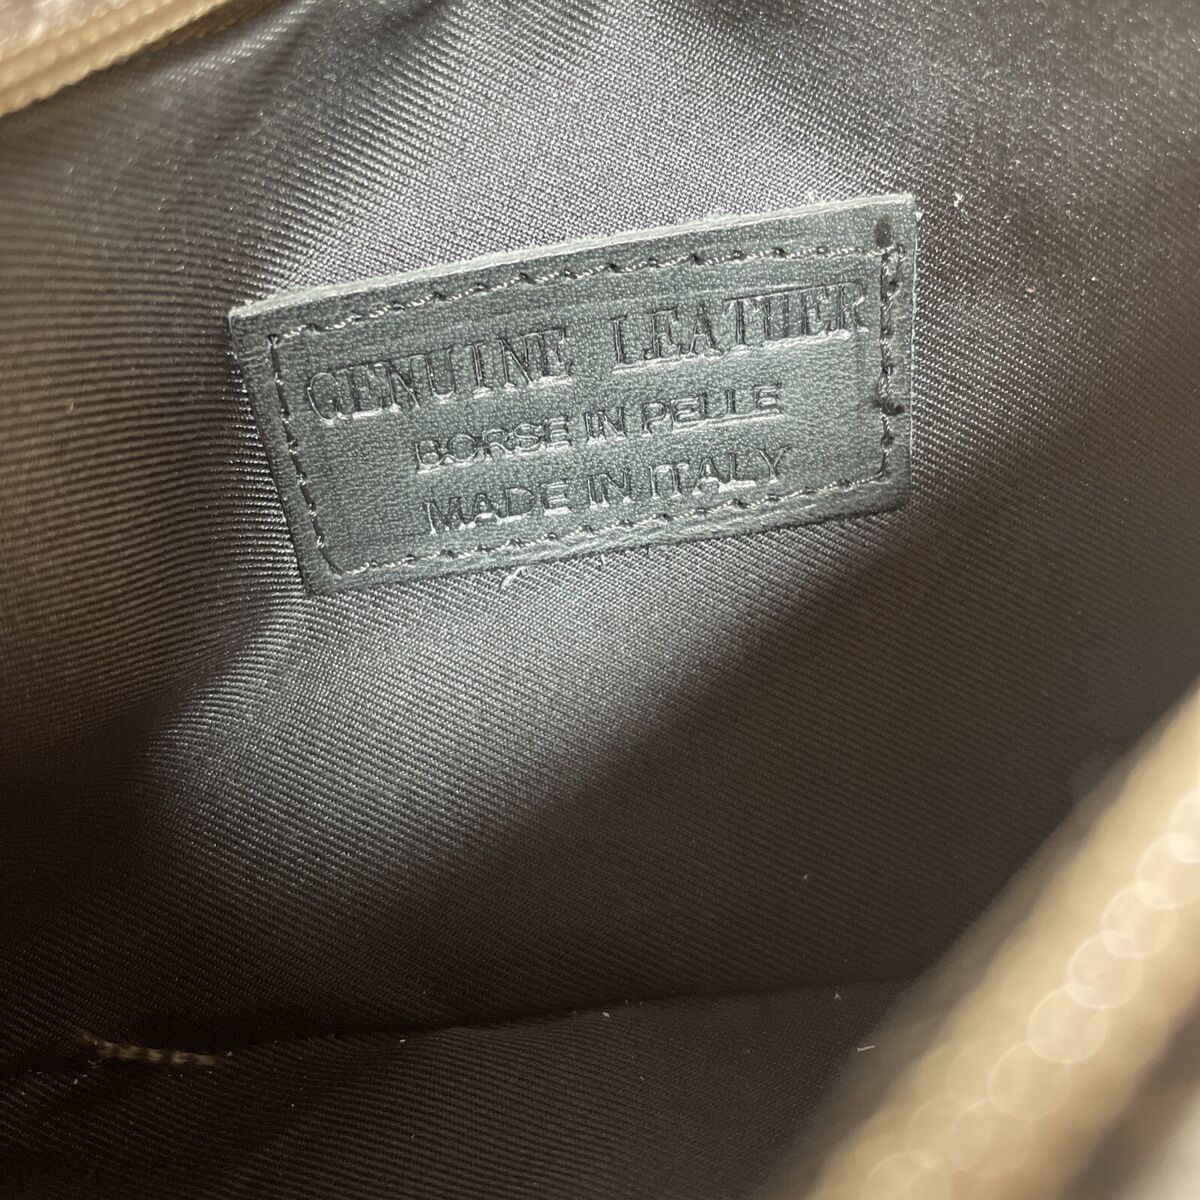 GENUINE LEATHER
BORSE IN PELLE
MADE IN ITALY